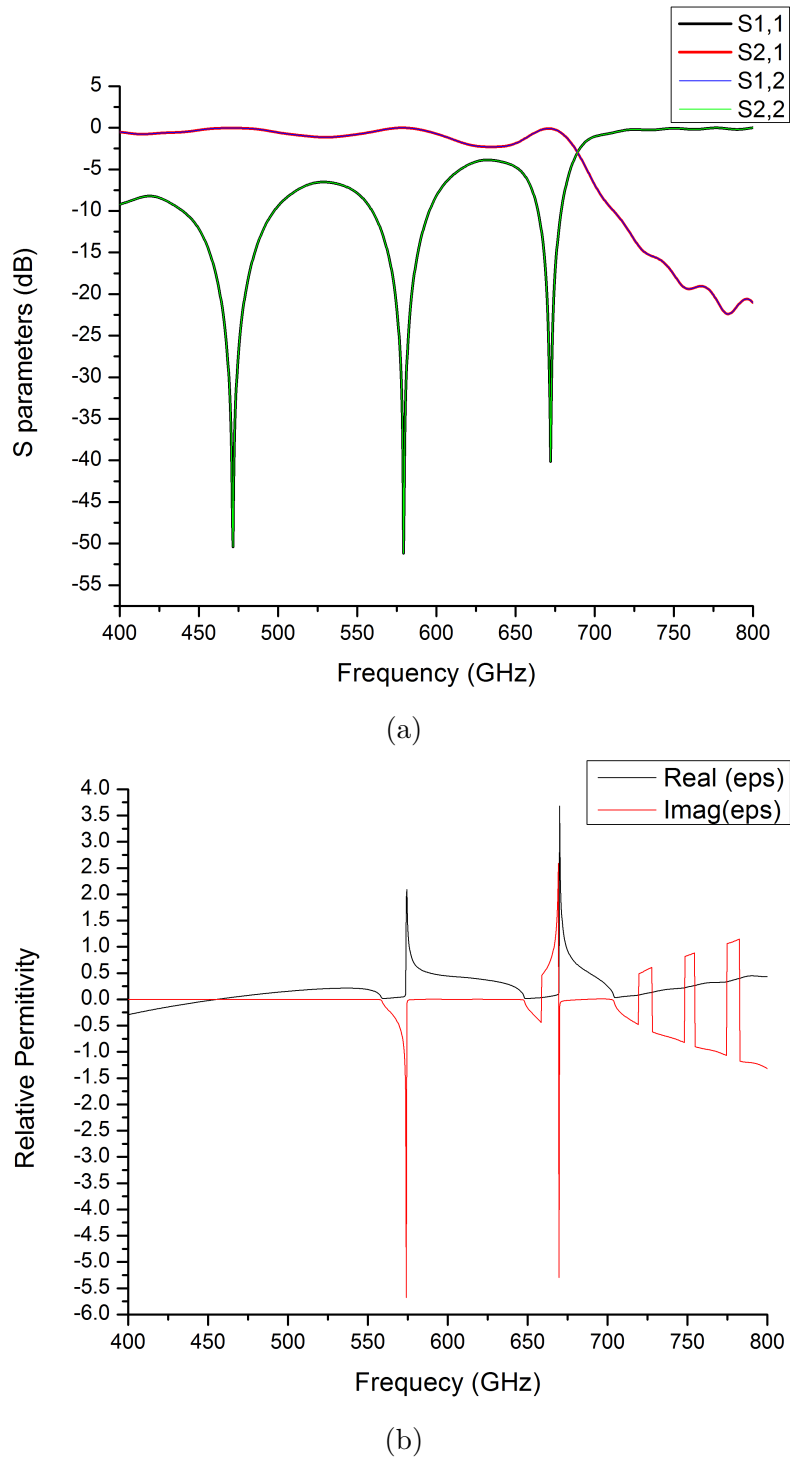 S1,1
S2,1
S1,2
S2,2
5
0
-5
-10
-15
-20
-25
-30
-35
-40
-45
-50
-55
S parameters (dB)
400 450 500 550 600 650 700 750 800
Frequency (GHz)
(a)
Real (eps)
Imag(eps)
4.0
3.5
3.0
2.5
2.0
1.5
1.0
0.5
0.0
-0.5
-1.0
-1.5
-2.0
-2.5
-3.0
-3.5
-4.0
-4.5
-5.0
-5.5
-6.0
Relative Permitivity
400 450 500 550 600 650 700 750 800
Frequecy (GHz)
(b)